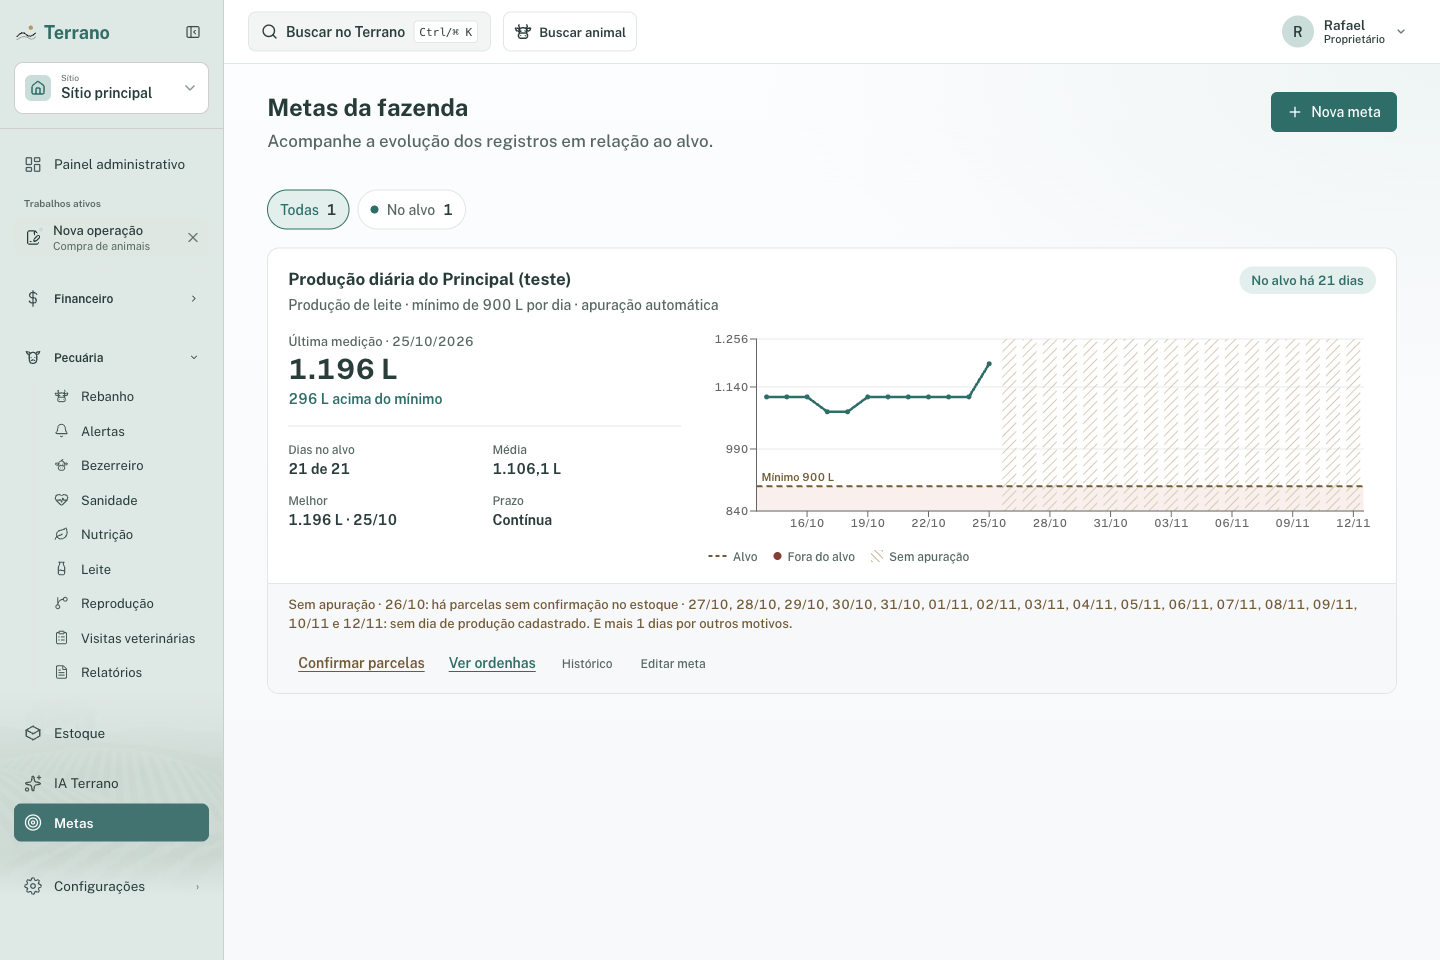 Terrano
Sítio
Sítio principal
Painel administrativo
Trabalhos ativos
Nova operação
Compra de animais
Financeiro
Pecuária
Rebanho
Alertas
Bezerreiro
Sanidade
Nutrição
Leite
Reprodução
Visitas veterinárias
Relatórios
Estoque
IA Terrano
Metas
Configurações
Buscar no Terrano Ctrl/⌘ K
Buscar animal
R
Rafael
Proprietário
Metas da fazenda
Acompanhe a evolução dos registros em relação ao alvo.
+ Nova meta
Todas 1
No alvo 1
Produção diária do Principal (teste)
No alvo há 21 dias
Produção de leite · mínimo de 900 L por dia · apuração automática
Última medição · 25/10/2026
1.196 L
296 L acima do mínimo
Dias no alvo
21 de 21
Média
1.106,1 L
Melhor
1.196 L · 25/10
Prazo
Contínua
1.256
1.140
990
840
Mínimo 900 L
16/10 19/10 22/10 25/10 28/10 31/10 03/11 06/11 09/11 12/11
Alvo Fora do alvo Sem apuração
Sem apuração · 26/10: há parcelas sem confirmação no estoque · 27/10, 28/10, 29/10, 30/10, 31/10, 01/11, 02/11, 03/11, 04/11, 05/11, 06/11, 07/11, 08/11, 09/11,
10/11 e 12/11: sem dia de produção cadastrado. E mais 1 dias por outros motivos.
Confirmar parcelas Ver ordenhas Histórico Editar meta